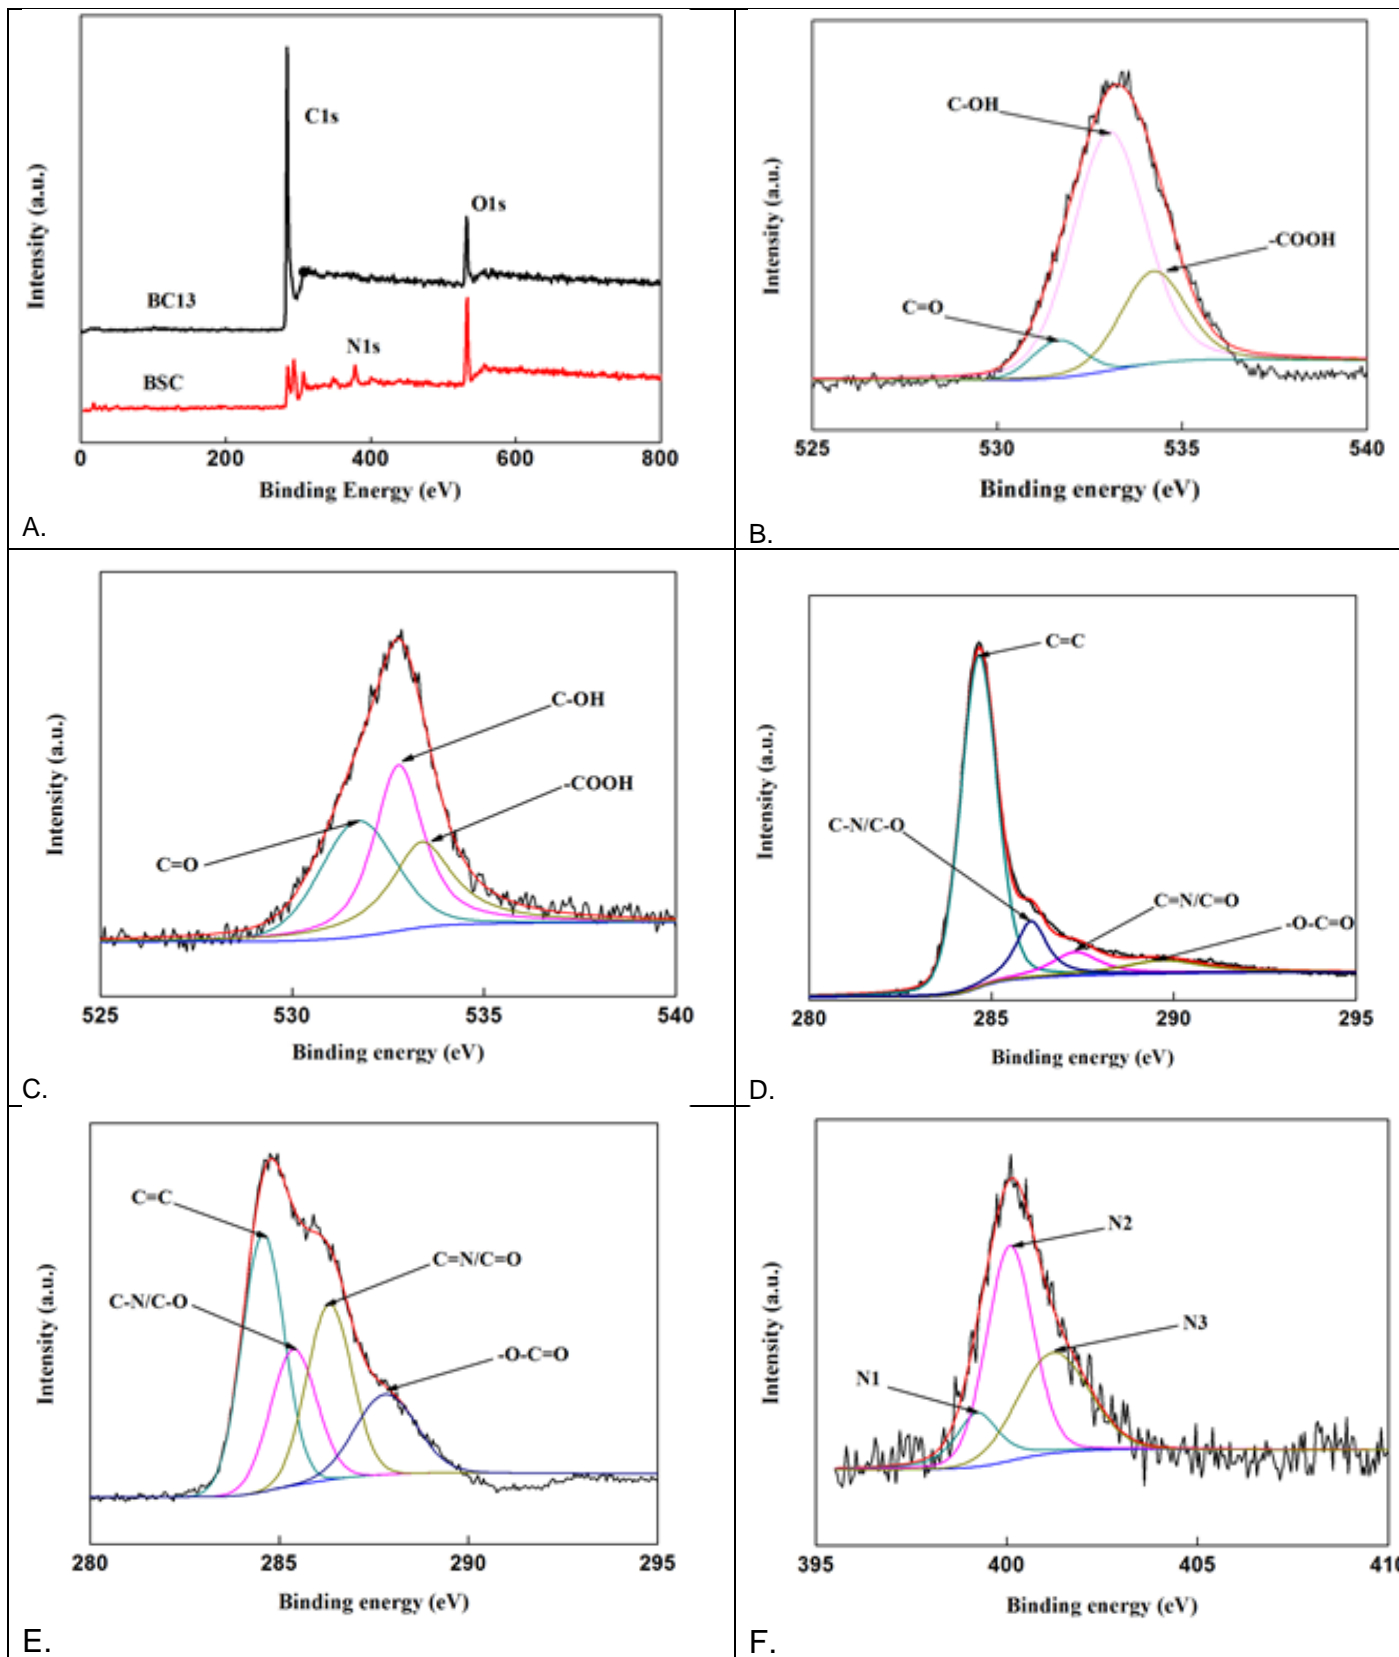 Intensity (a.u.)
C1s
O1s
BC13
N1s
BSC
0 200 400 600 800
Binding Energy (eV)
A.
Intensity (a.u.)
C-OH
-COOH
C=O
525 530 535 540
Binding energy (eV)
B.
Intensity (a.u.)
C-OH
-COOH
C=O
525 530 535 540
Binding energy (eV)
C.
Intensity (a.u.)
C=C
C-N/C-O
C=N/C=O
-O-C=O
280 285 290 295
Binding energy (eV)
D.
Intensity (a.u.)
C=C
C=N/C=O
C-N/C-O
-O-C=O
280 285 290 295
Binding energy (eV)
E.
Intensity (a.u.)
N2
N3
N1
395 400 405 410
Binding energy (eV)
F.